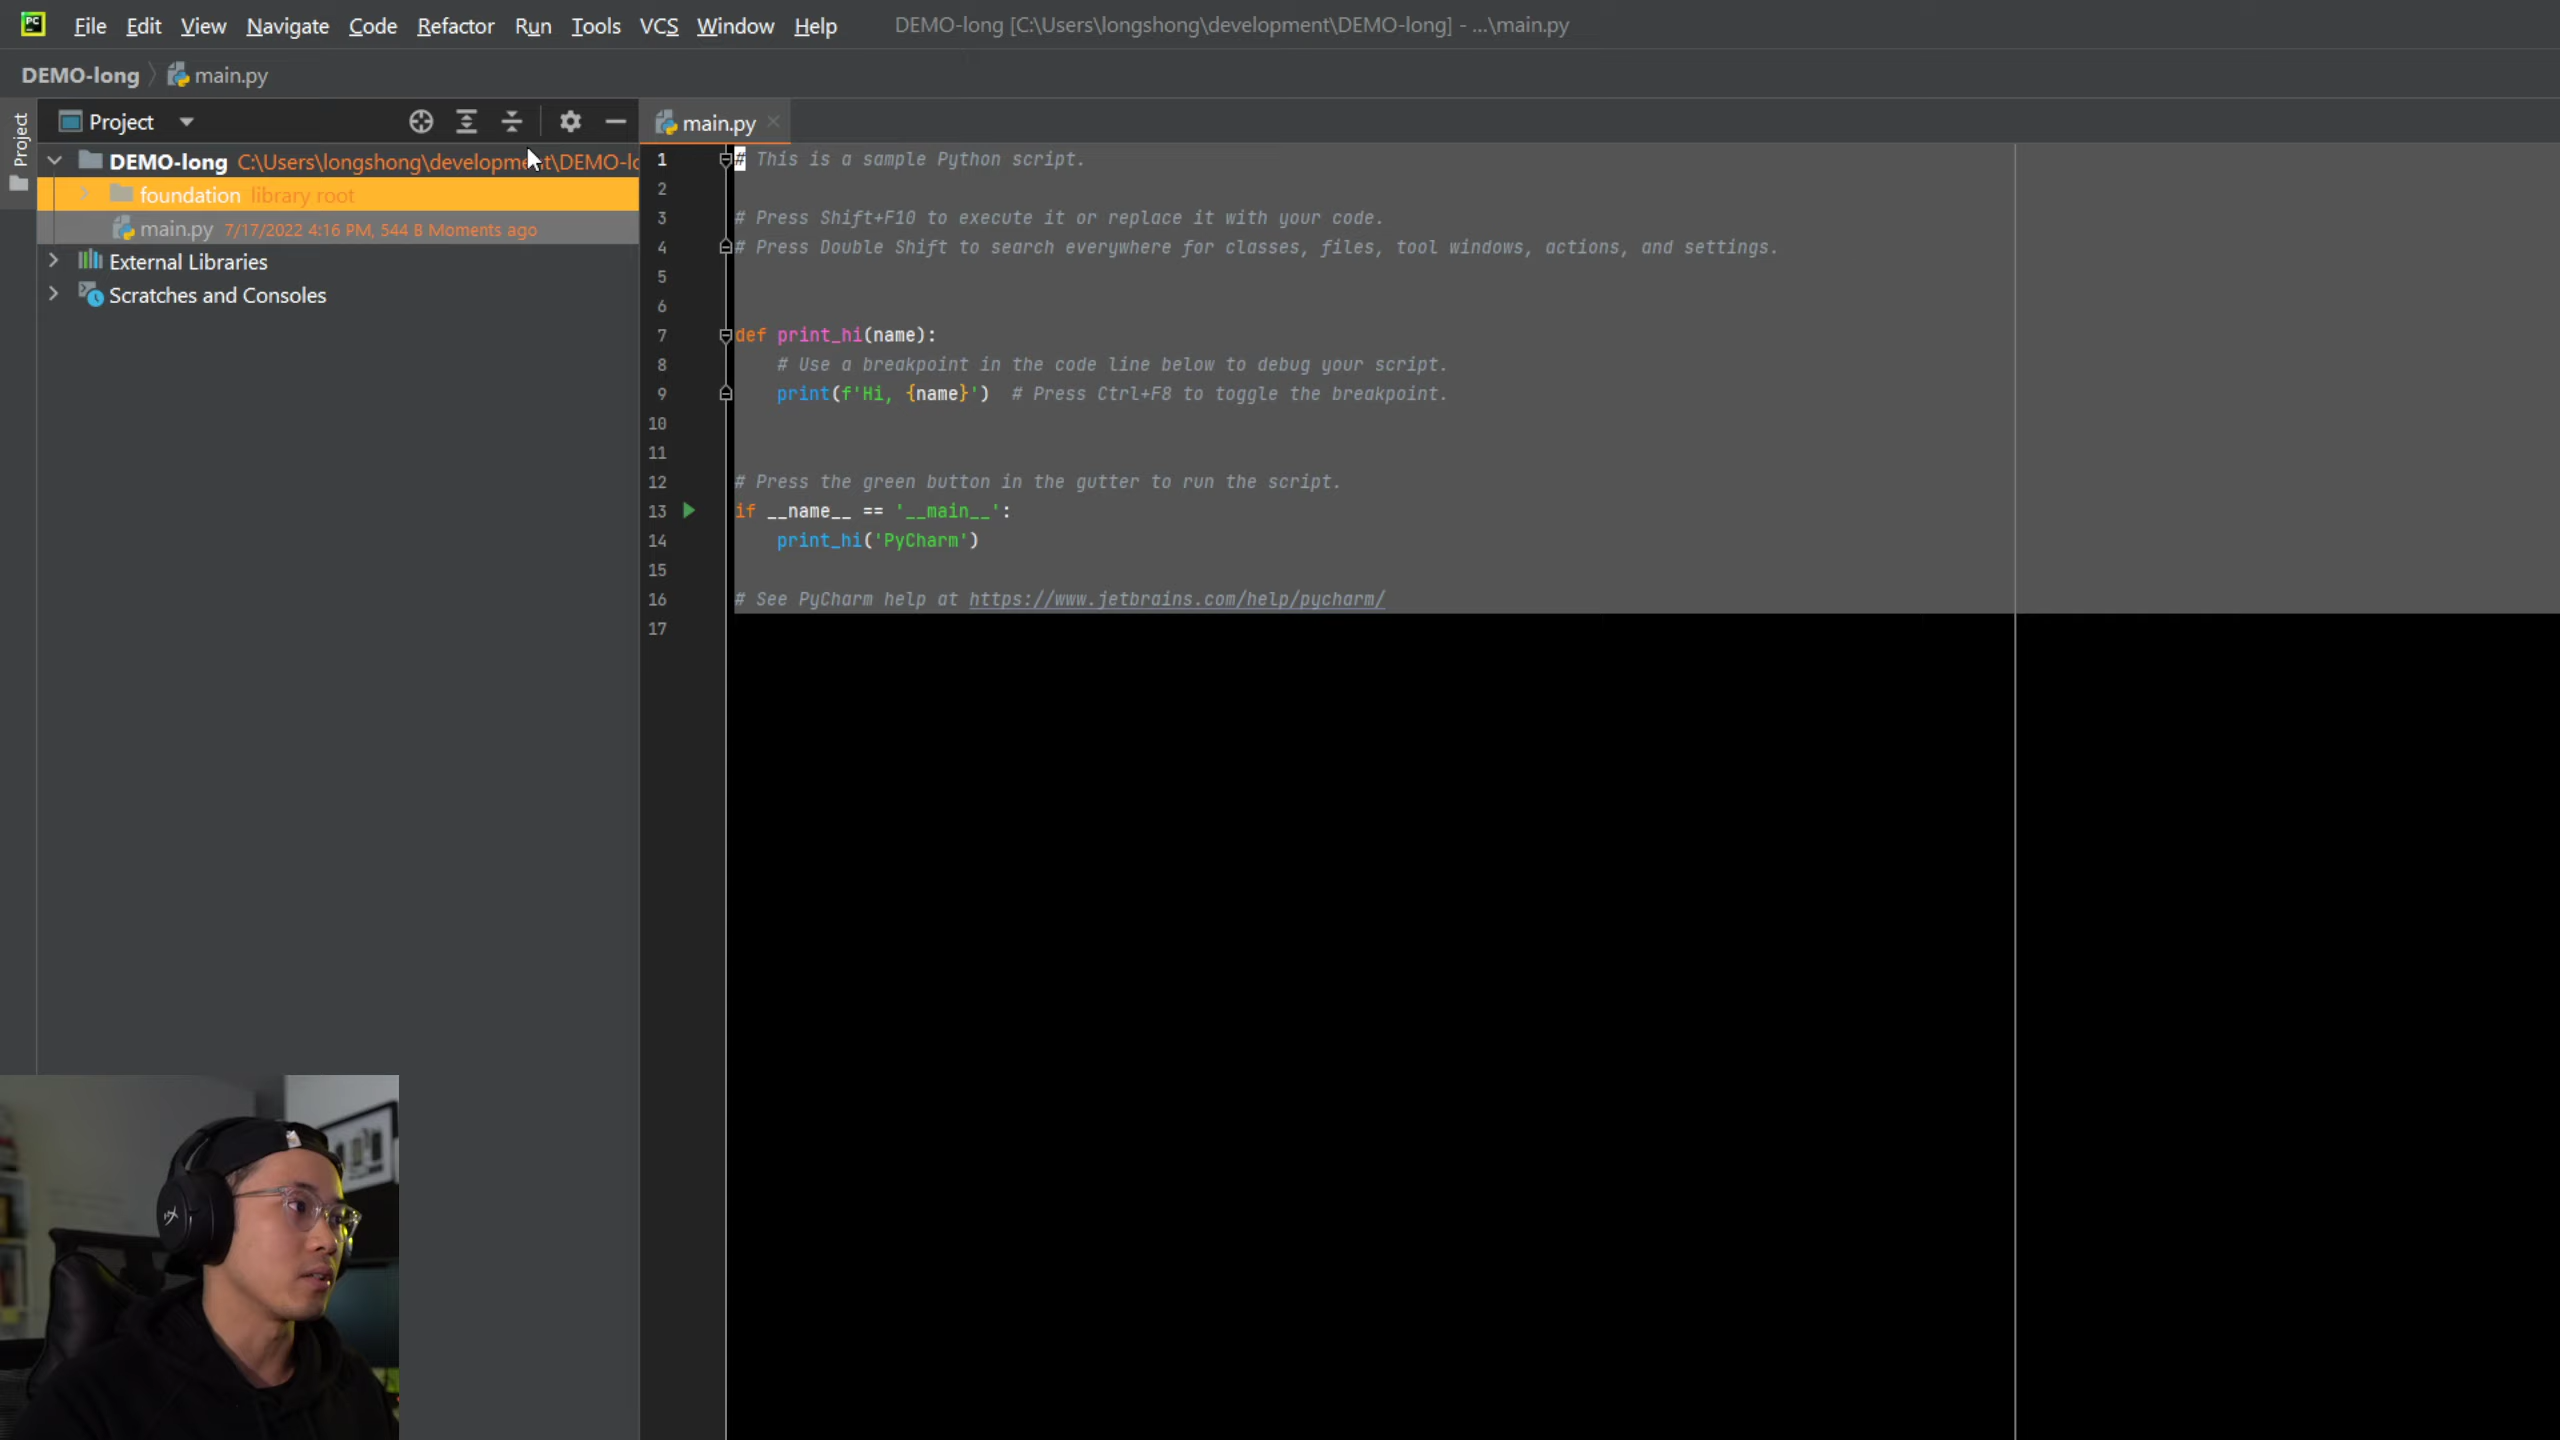 PC File Edit View Navigate Code Refactor Run Tools VCS Window Help DEMO-long [C:\Users\longshong\development\DEMO-long] - ...\main.py
DEMO-long main.py
Project
Project
main.py
DEMO-long C:\Users\longshong\development\DEMO-lo
foundation library root
main.py 7/17/2022 4:16 PM, 544 B Moments ago
External Libraries
Scratches and Consoles
1 # This is a sample Python script.
2
3 # Press Shift+F10 to execute it or replace it with your code.
4 # Press Double Shift to search everywhere for classes, files, tool windows, actions, and settings.
5
6
7 def print_hi(name):
8 # Use a breakpoint in the code line below to debug your script.
9 print(f'Hi, {name}') # Press Ctrl+F8 to toggle the breakpoint.
10
11
12 # Press the green button in the gutter to run the script.
13 if __name__ == '__main__':
14 print_hi('PyCharm')
15
16 # See PyCharm help at https://www.jetbrains.com/help/pycharm/
17